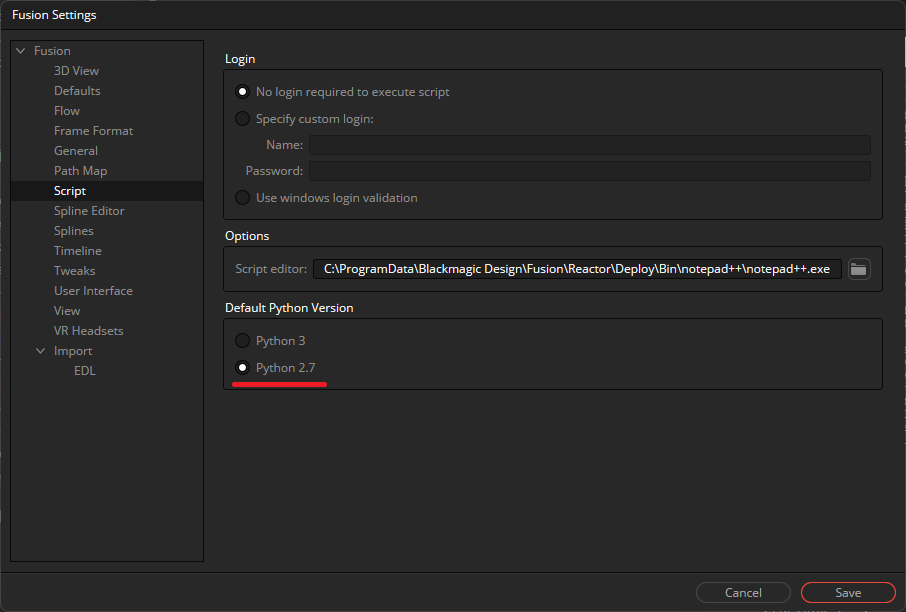 Fusion Settings
Fusion
3D View
Defaults
Flow
Frame Format
General
Path Map
Script
Spline Editor
Splines
Timeline
Tweaks
User Interface
View
VR Headsets
Import
EDL
Login
No login required to execute script
Specify custom login:
Name:
Password:
Use windows login validation
Options
Script editor: C:\ProgramData\Blackmagic Design\Fusion\Reactor\Deploy\Bin\notepad++\notepad++.exe
Default Python Version
Python 3
Python 2.7
Cancel Save